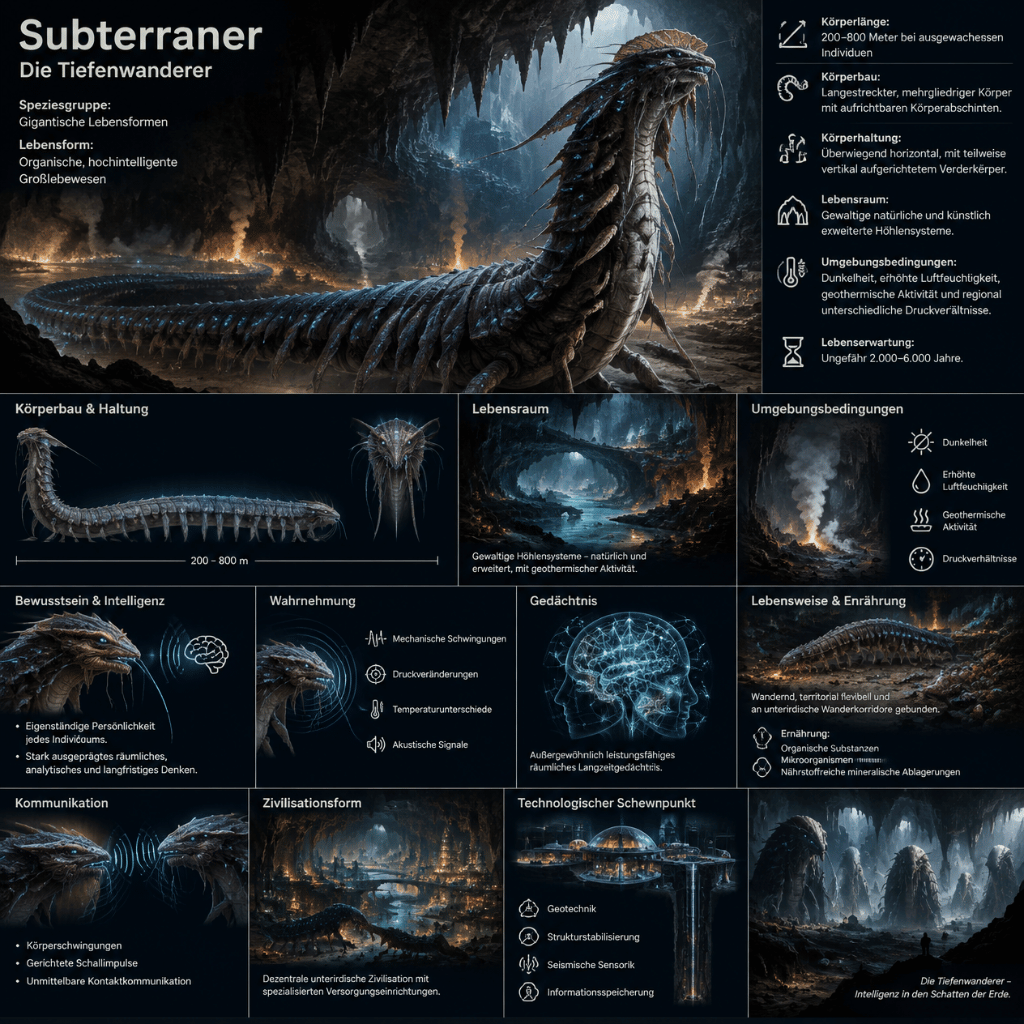 Subterraner
Die Tiefenwanderer
Speziesgruppe:
Gigantische Lebensformen
Lebensform:
Organische, hochintelligente
Großlebewesen
Körperlänge:
200–800 Meter bei ausgewachessen
Individuen
Körperbau:
Langestreckter, mehrgliedriger Körper
mit aufrichtbaren Körperabschinten.
Körperhaltung:
Überwiegend horizontal, mit teilweise
vertikal aufgerichtetem Verderkörper.
Lebensraum:
Gewaltige natürliche und künstlich
exweiterte Höhlensysteme.
Umgebungsbedingungen:
Dunkelheit, erhöhte Luftfeuchtigkeit,
geothermische Aktivität und regional
unterschiedliche Druckverältnisse.
Lebenserwartung:
Ungefähr 2.000–6.000 Jahre.
Körperbau & Haltung
200 – 800 m
Lebensraum
Gewaltige Höhlensysteme – natürlich und
erweitert, mit geothermischer Aktivität.
Umgebungsbedingungen
Dunkelheit
Erhöhte
Luftfeuchligkeit
Geothermische
Aktivität
Druckverhältnisse
Bewusstsein & Intelligenz
• Eigenständige Persönlichkeit
jedes Indivícuums.
• Stark ausgeprägtes räumliches,
analytisches und langfristiges Denken.
Wahrnehmung
Mechanische Schwingungen
Druckveränderungen
Temperaturunterschiede
Akustische Signale
Gedächtnis
Außergewöhnlich leistungsfähiges
räumliches Langzeitgedächtis.
Lebensweise & Enrährung
Wandernd, territorial flexibell und
an unterirdische Wanderkorridore gebunden.
Ernährung:
Organische Substanzen
Mikroorganismen
Nährstoffreiche mineralische Ablagerungen
Kommunikation
• Körperschwingungen
• Gerichtete Schallimpulse
• Unmittelbare Kontaktkommunikation
Zivilisationsform
Dezentrale unterirdische Zivilisation mit
spezialisierten Versorgungseinrichtungen.
Technologischer Schewnpunkt
Geotechnik
Strukturstabilisierung
Seismische Sensorik
Informationsspeicherung
Die Tiefenwanderer –
Intelligenz in den Schatten der Erde.